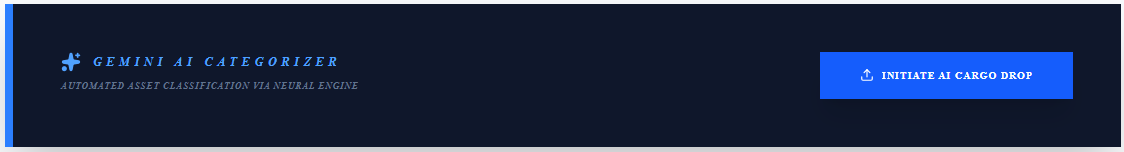 GEMINI AI CATEGORIZER
AUTOMATED ASSET CLASSIFICATION VIA NEURAL ENGINE
INITIATE AI CARGO DROP